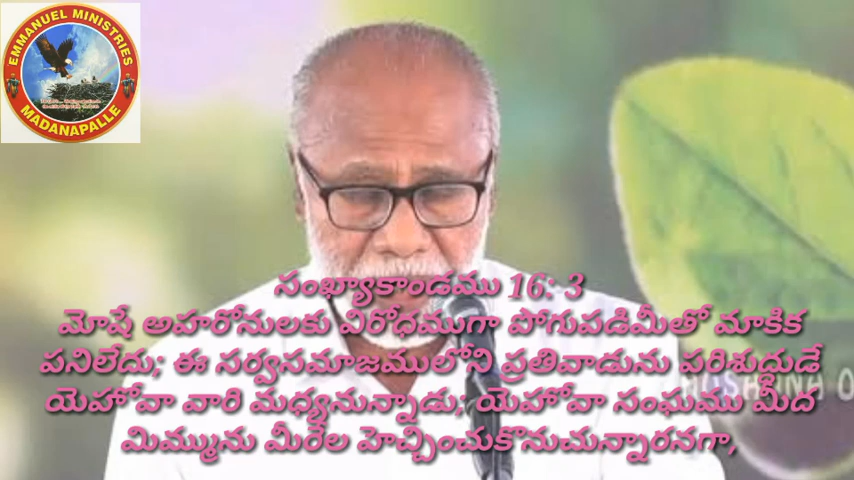 EMMANUEL MINISTRIES
MADANAPALLE
సంఖ్యాకాండము 16: 3
మోషే అహరోనులకు విరోధముగా పోగుపడిమీతో మాకిక
పనిలేదు; ఈ సర్వసమాజములోని ప్రతివాడును పరిశుద్ధుడే
యెహోవా వారి మధ్యనున్నాడు; యెహోవా సంఘము మీద
మిమ్మును మీరేల హెచ్చించుకొనుచున్నారనగా,
HOSANNA